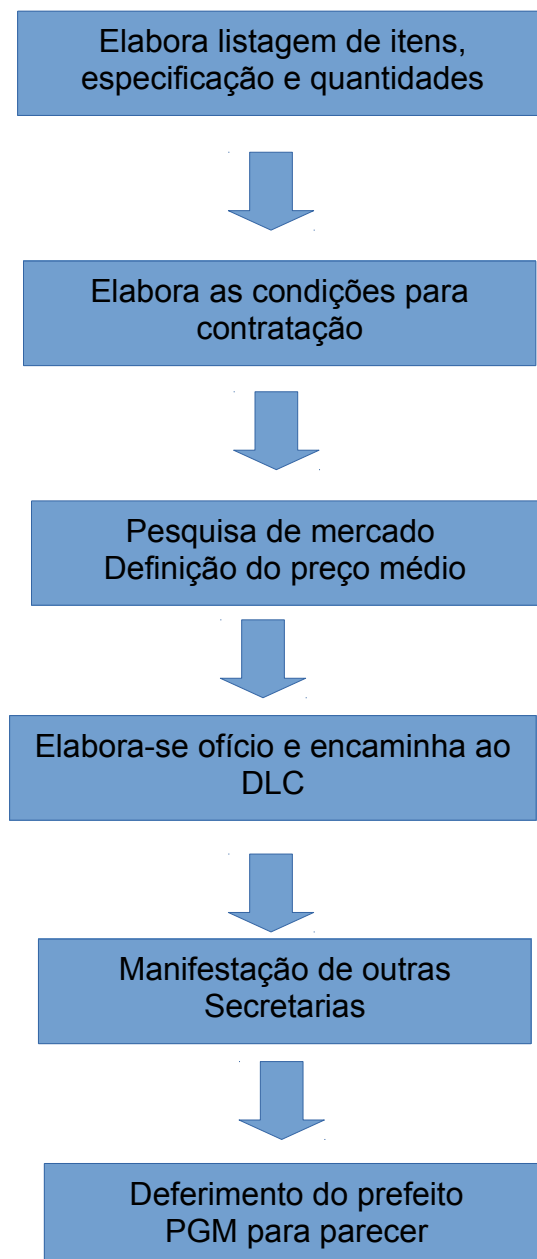 Elabora listagem de itens,
especificação e quantidades
Elabora as condições para
contratação
Pesquisa de mercado
Definição do preço médio
Elabora-se ofício e encaminha ao
DLC
Manifestação de outras
Secretarias
Deferimento do prefeito
PGM para parecer